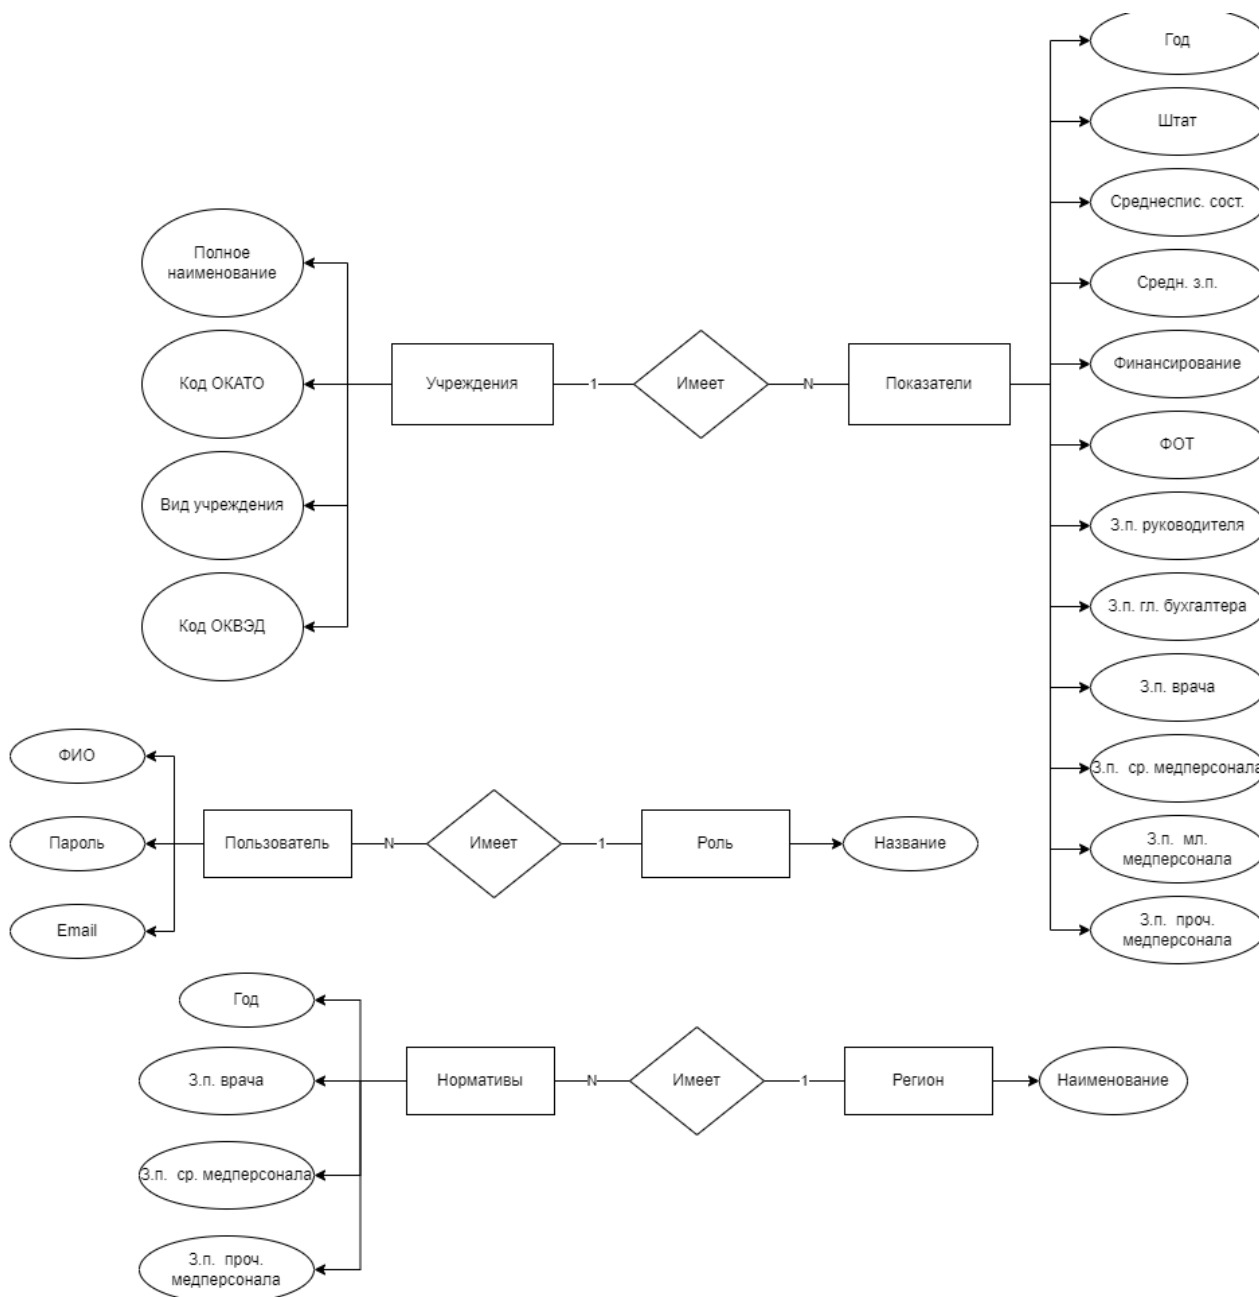 Год
Штат
Среднеспис. сост.
Средн. з.п.
Финансирование
ФОТ
З.п. руководителя
З.п. гл. бухгалтера
З.п. врача
З.п. ср. медперсонала
З.п. мл.
медперсонала
З.п. проч.
медперсонала
Полное
наименование
Код ОКАТО
Вид учреждения
Код ОКВЭД
Учреждения
1
Имеет
N
Показатели
ФИО
Пароль
Email
Пользователь
N
Имеет
1
Роль
Название
Год
З.п. врача
З.п. ср. медперсонала
З.п. проч.
медперсонала
Нормативы
N
Имеет
1
Регион
Наименование